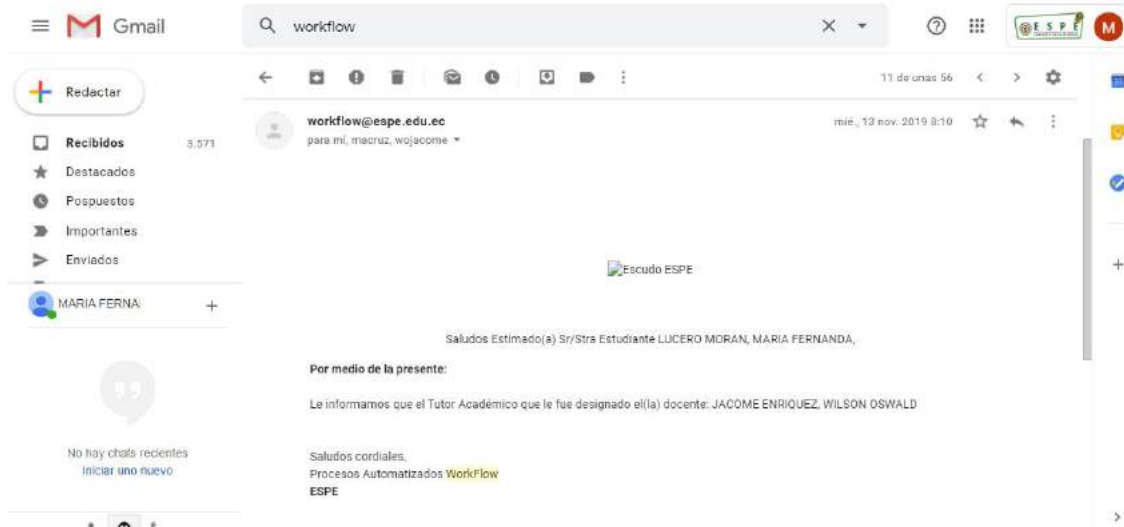 Gmail
workflow
ESPE
M
Redactar
11 de unas 56
Recibidos 3.571
Destacados
Pospuestos
Importantes
Enviados
MARIA FERNA
No hay chats recientes
Iniciar uno nuevo
workflow@espe.edu.ec
mié., 13 nov. 2019 8:10
para mí, macruz, wojacome
Escudo ESPE
Saludos Estimado(a) Sr/Stra Estudiante LUCERO MORAN, MARIA FERNANDA,
Por medio de la presente:
Le informamos que el Tutor Académico que le fue designado el(la) docente: JACOME ENRIQUEZ, WILSON OSWALD
Saludos cordiales,
Procesos Automatizados WorkFlow
ESPE